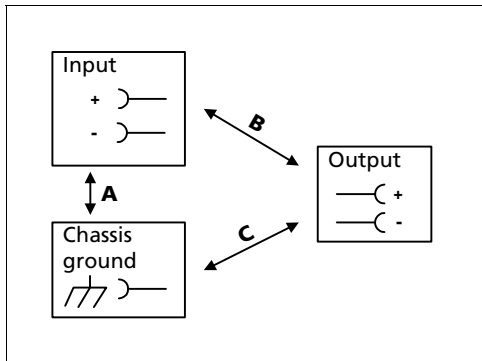 Input
+
-
A
B
Output
+
-
C
Chassis
ground